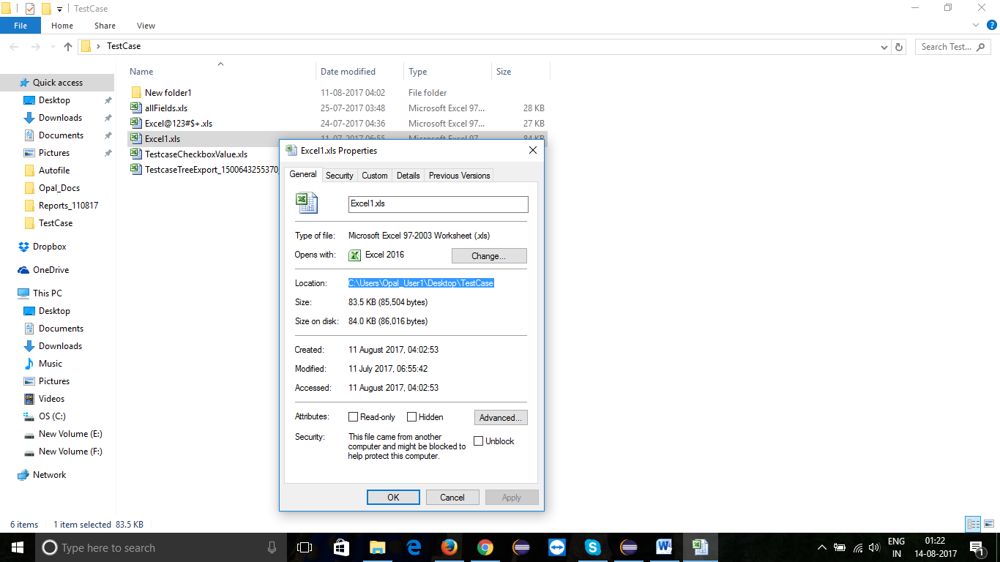 TestCase
File Home Share View
TestCase
Search Test...
Name Date modified Type Size
Quick access
Desktop
Downloads
Documents
Pictures
Autofile
Opal_Docs
Reports_110817
TestCase
Dropbox
OneDrive
This PC
Desktop
Documents
Downloads
Music
Pictures
Videos
OS (C:)
New Volume (E:)
New Volume (F:)
Network
New folder1 11-08-2017 04:02 File folder
allFields.xls 25-07-2017 03:48 Microsoft Excel 97... 28 KB
Excel@123#$+.xls 24-07-2017 04:36 Microsoft Excel 97... 27 KB
Excel1.xls 11-07-2017 06:55 Microsoft Excel 97... 84 KB
TestcaseCheckboxValue.xls
TestcaseTreeExport_1500643255370_
Excel1.xls Properties
General Security Custom Details Previous Versions
Excel1.xls
Type of file: Microsoft Excel 97-2003 Worksheet (.xls)
Opens with: Excel 2016 Change...
Location: C:\Users\Opal_User1\Desktop\TestCase
Size: 83.5 KB (85,504 bytes)
Size on disk: 84.0 KB (86,016 bytes)
Created: 11 August 2017, 04:02:53
Modified: 11 July 2017, 06:55:42
Accessed: 11 August 2017, 04:02:53
Attributes: Read-only Hidden Advanced...
Security: This file came from another
computer and might be blocked to
help protect this computer.
Unblock
OK Cancel Apply
6 items 1 item selected 83.5 KB
Type here to search
ENG
IN
01:22
14-08-2017
1